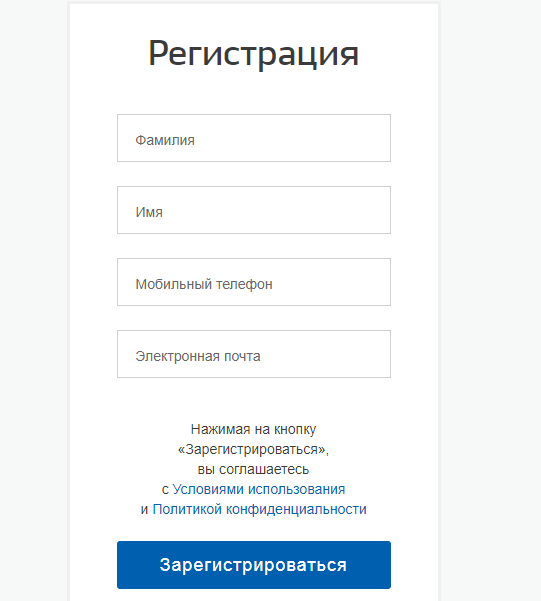 Регистрация
Фамилия
Имя
Мобильный телефон
Электронная почта
Нажимая на кнопку
«Зарегистрироваться»,
вы соглашаетесь
с Условиями использования
и Политикой конфиденциальности
Зарегистрироваться